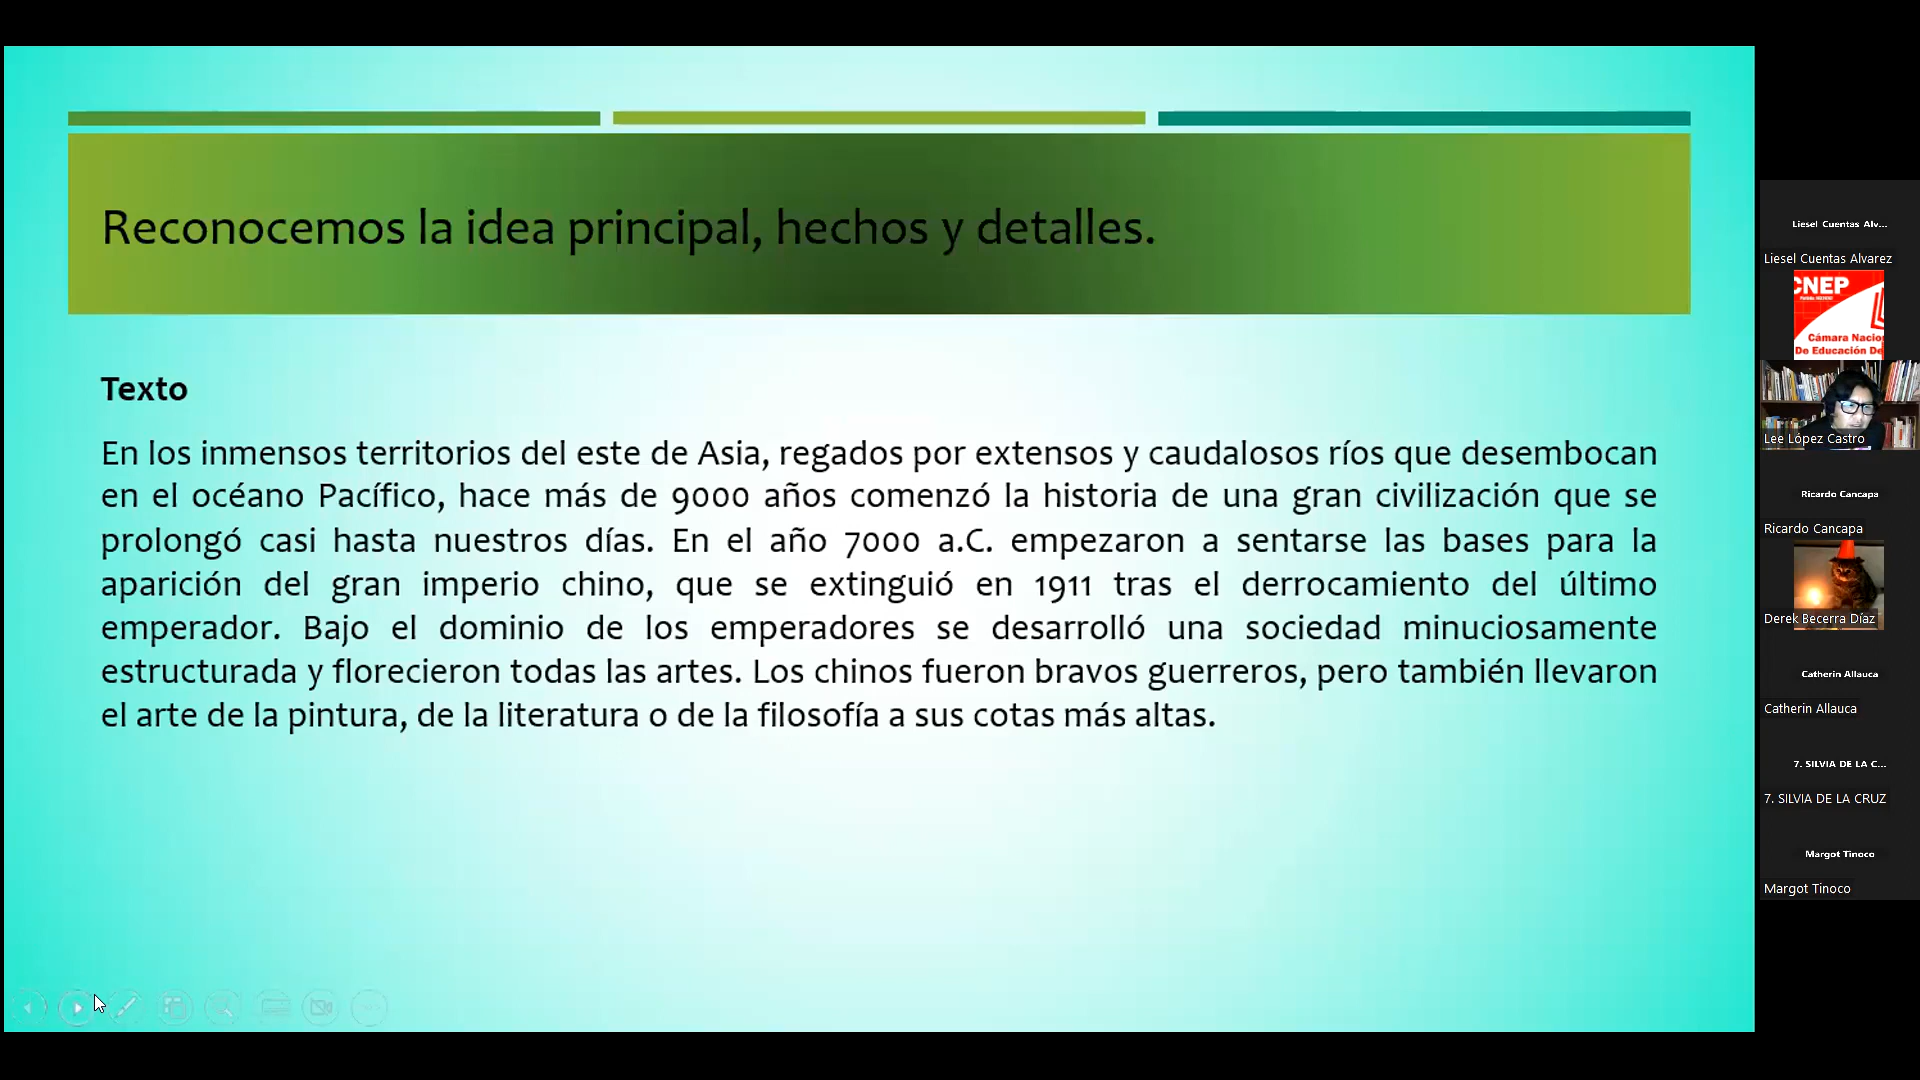 Reconocemos la idea principal, hechos y detalles.
Texto
En los inmensos territorios del este de Asia, regados por extensos y caudalosos ríos que desembocan
en el océano Pacífico, hace más de 9000 años comenzó la historia de una gran civilización que se
prolongó casi hasta nuestros días. En el año 7000 a.C. empezaron a sentarse las bases para la
aparición del gran imperio chino, que se extinguió en 1911 tras el derrocamiento del último
emperador. Bajo el dominio de los emperadores se desarrolló una sociedad minuciosamente
estructurada y florecieron todas las artes. Los chinos fueron bravos guerreros, pero también llevaron
el arte de la pintura, de la literatura o de la filosofía a sus cotas más altas.
Liesel Cuentas Alv...
Liesel Cuentas Alvarez
CNEP
Cámara Nacio
De Educación De
Lee López Castro
Ricardo Cancapa
Ricardo Cancapa
Derek Becerra Díaz
Catherin Allauca
Catherin Allauca
7. SILVIA DE LA C...
7. SILVIA DE LA CRUZ
Margot Tinoco
Margot Tinoco